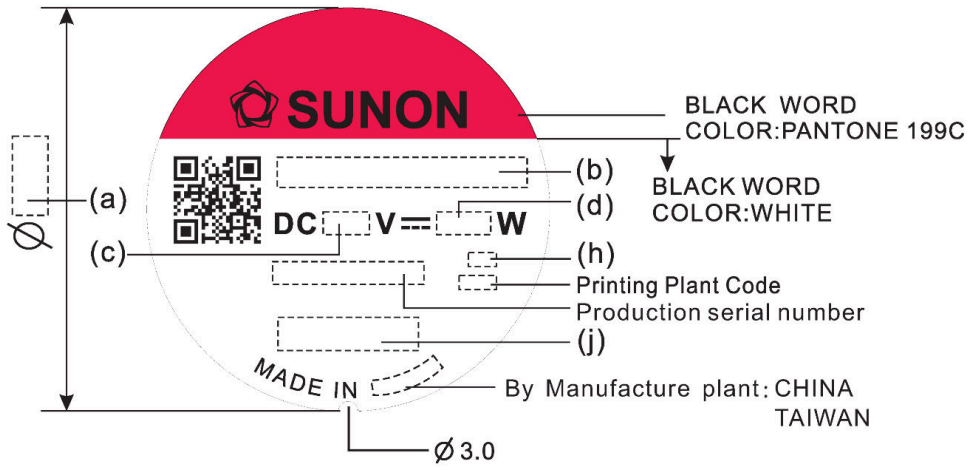 SUNON
BLACK WORD
COLOR:PANTONE 199C
BLACK WORD
COLOR:WHITE
(a)
(b)
DC V W
(d)
(c)
(h)
Printing Plant Code
Production serial number
(j)
MADE IN
By Manufacture plant: CHINA
TAIWAN
Ø
Ø 3.0